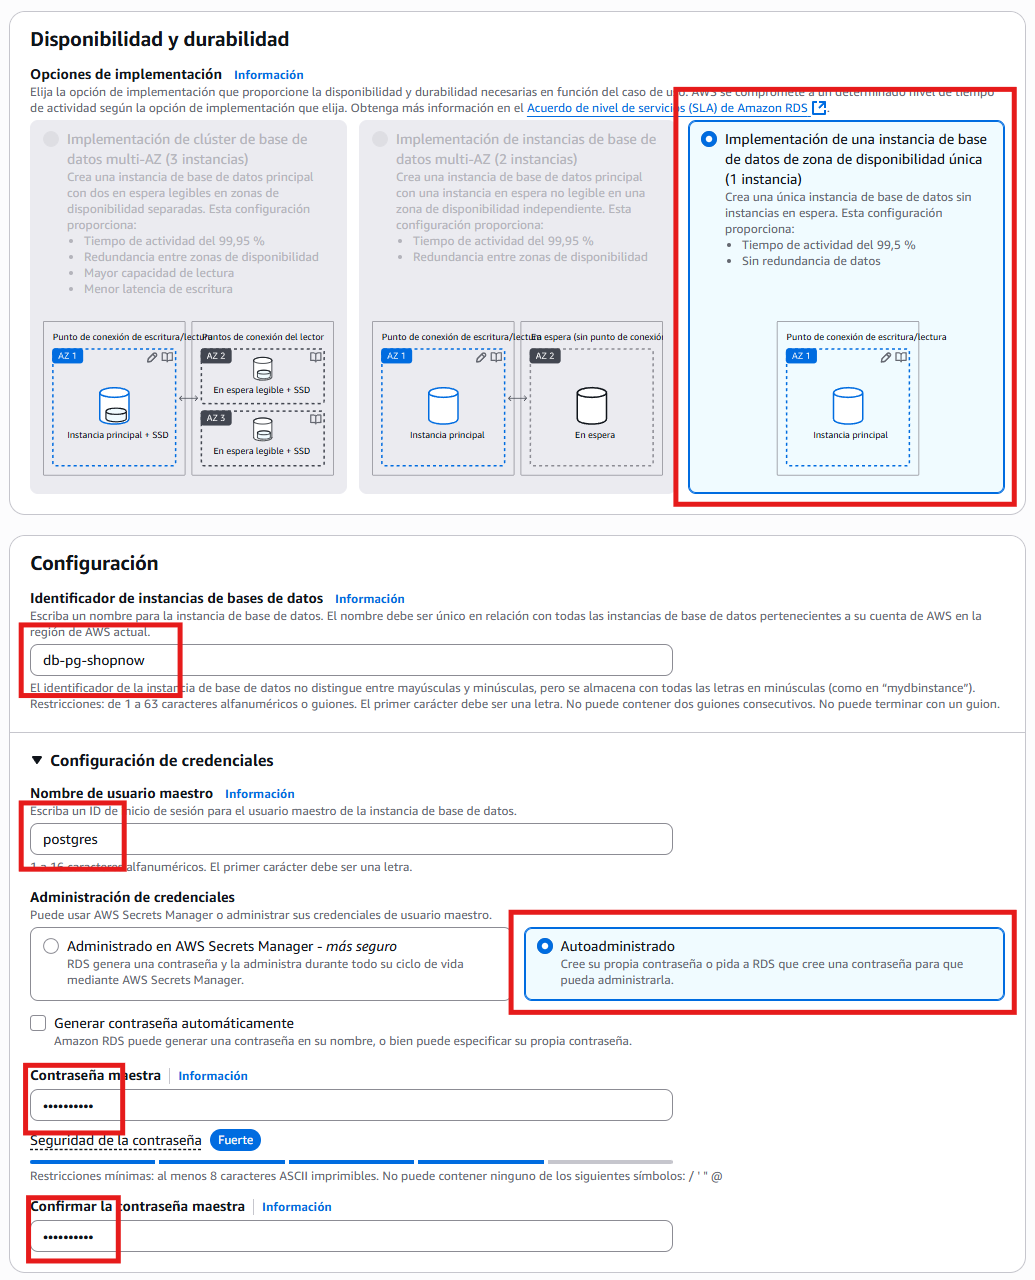 Disponibilidad y durabilidad
Opciones de implementación Información
Elija la opción de implementación que proporcione la disponibilidad y durabilidad necesarias en función del caso de uso. AWS se compromete a un determinado nivel de tiempo
de actividad según la opción de implementación que elija. Obtenga más información en el Acuerdo de nivel de servicios (SLA) de Amazon RDS.
Implementación de clúster de base de
datos multi-AZ (3 instancias)
Crea una instancia de base de datos principal
con dos en espera legibles en zonas de
disponibilidad separadas. Esta configuración
proporciona:
• Tiempo de actividad del 99,95 %
• Redundancia entre zonas de disponibilidad
• Mayor capacidad de lectura
• Menor latencia de escritura
Punto de conexión de escritura/lectura
AZ 1
Instancia principal + SSD
Puntos de conexión del lector
AZ 2
En espera legible + SSD
AZ 3
En espera legible + SSD
Implementación de instancias de base de
datos multi-AZ (2 instancias)
Crea una instancia de base de datos principal
con una instancia en espera no legible en una
zona de disponibilidad independiente. Esta
configuración proporciona:
• Tiempo de actividad del 99,95 %
• Redundancia entre zonas de disponibilidad
Punto de conexión de escritura/lectura
AZ 1
Instancia principal
En espera (sin punto de conexión
AZ 2
En espera
Implementación de una instancia de base
de datos de zona de disponibilidad única
(1 instancia)
Crea una única instancia de base de datos sin
instancias en espera. Esta configuración
proporciona:
• Tiempo de actividad del 99,5 %
• Sin redundancia de datos
Punto de conexión de escritura/lectura
AZ 1
Instancia principal
Configuración
Identificador de instancias de bases de datos Información
Escriba un nombre para la instancia de base de datos. El nombre debe ser único en relación con todas las instancias de base de datos pertenecientes a su cuenta de AWS en la
región de AWS actual.
db-pg-shopnow
El identificador de la instancia de base de datos no distingue entre mayúsculas y minúsculas, pero se almacena con todas las letras en minúsculas (como en “mydbinstance”).
Restricciones: de 1 a 63 caracteres alfanuméricos o guiones. El primer carácter debe ser una letra. No puede contener dos guiones consecutivos. No puede terminar con un guion.
Configuración de credenciales
Nombre de usuario maestro Información
Escriba un ID de inicio de sesión para el usuario maestro de la instancia de base de datos.
postgres
1 a 16 caracteres alfanuméricos. El primer carácter debe ser una letra.
Administración de credenciales
Puede usar AWS Secrets Manager o administrar sus credenciales de usuario maestro.
Administrado en AWS Secrets Manager - más seguro
RDS genera una contraseña y la administra durante todo su ciclo de vida
mediante AWS Secrets Manager.
Autoadministrado
Cree su propia contraseña o pida a RDS que cree una contraseña para que
pueda administrarla.
Generar contraseña automáticamente
Amazon RDS puede generar una contraseña en su nombre, o bien puede especificar su propia contraseña.
Contraseña maestra Información
••••••••••
Seguridad de la contraseña Fuerte
Restricciones mínimas: al menos 8 caracteres ASCII imprimibles. No puede contener ninguno de los siguientes símbolos: / ' " @
Confirmar la contraseña maestra Información
••••••••••